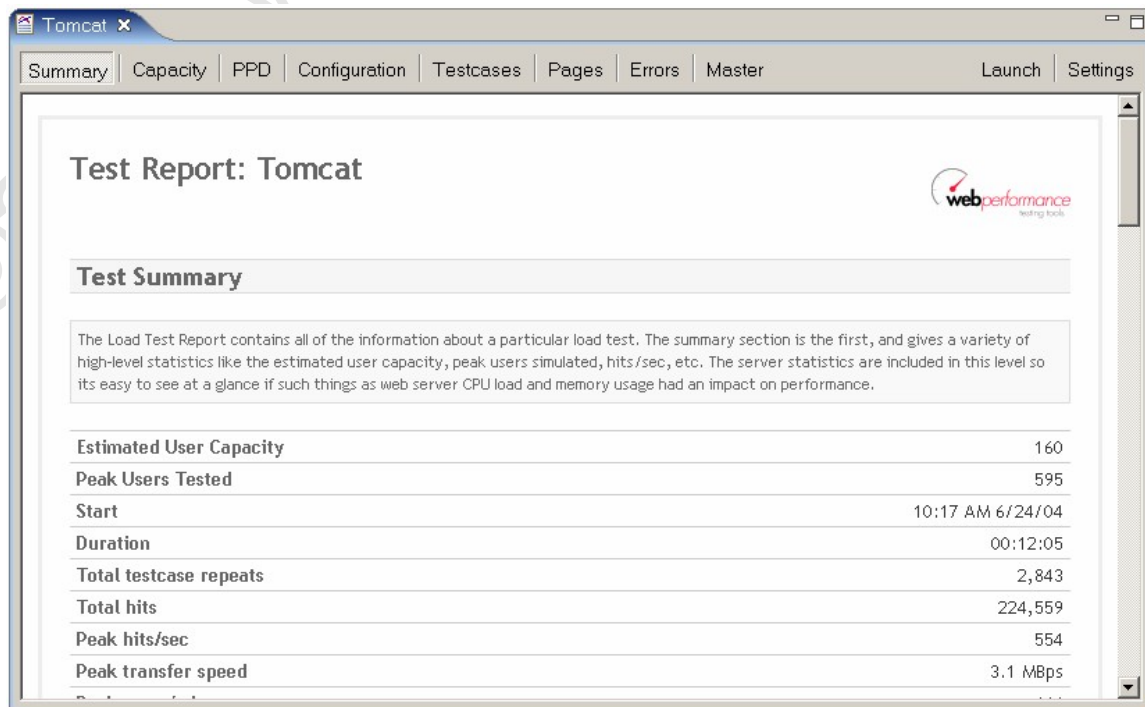 Tomcat
Summary Capacity PPD Configuration Testcases Pages Errors Master Launch Settings
Test Report: Tomcat
webperformance
testing tools
Test Summary
The Load Test Report contains all of the information about a particular load test. The summary section is the first, and gives a variety of
high-level statistics like the estimated user capacity, peak users simulated, hits/sec, etc. The server statistics are included in this level so
its easy to see at a glance if such things as web server CPU load and memory usage had an impact on performance.
Estimated User Capacity 160
Peak Users Tested 595
Start 10:17 AM 6/24/04
Duration 00:12:05
Total testcase repeats 2,843
Total hits 224,559
Peak hits/sec 554
Peak transfer speed 3.1 MBps